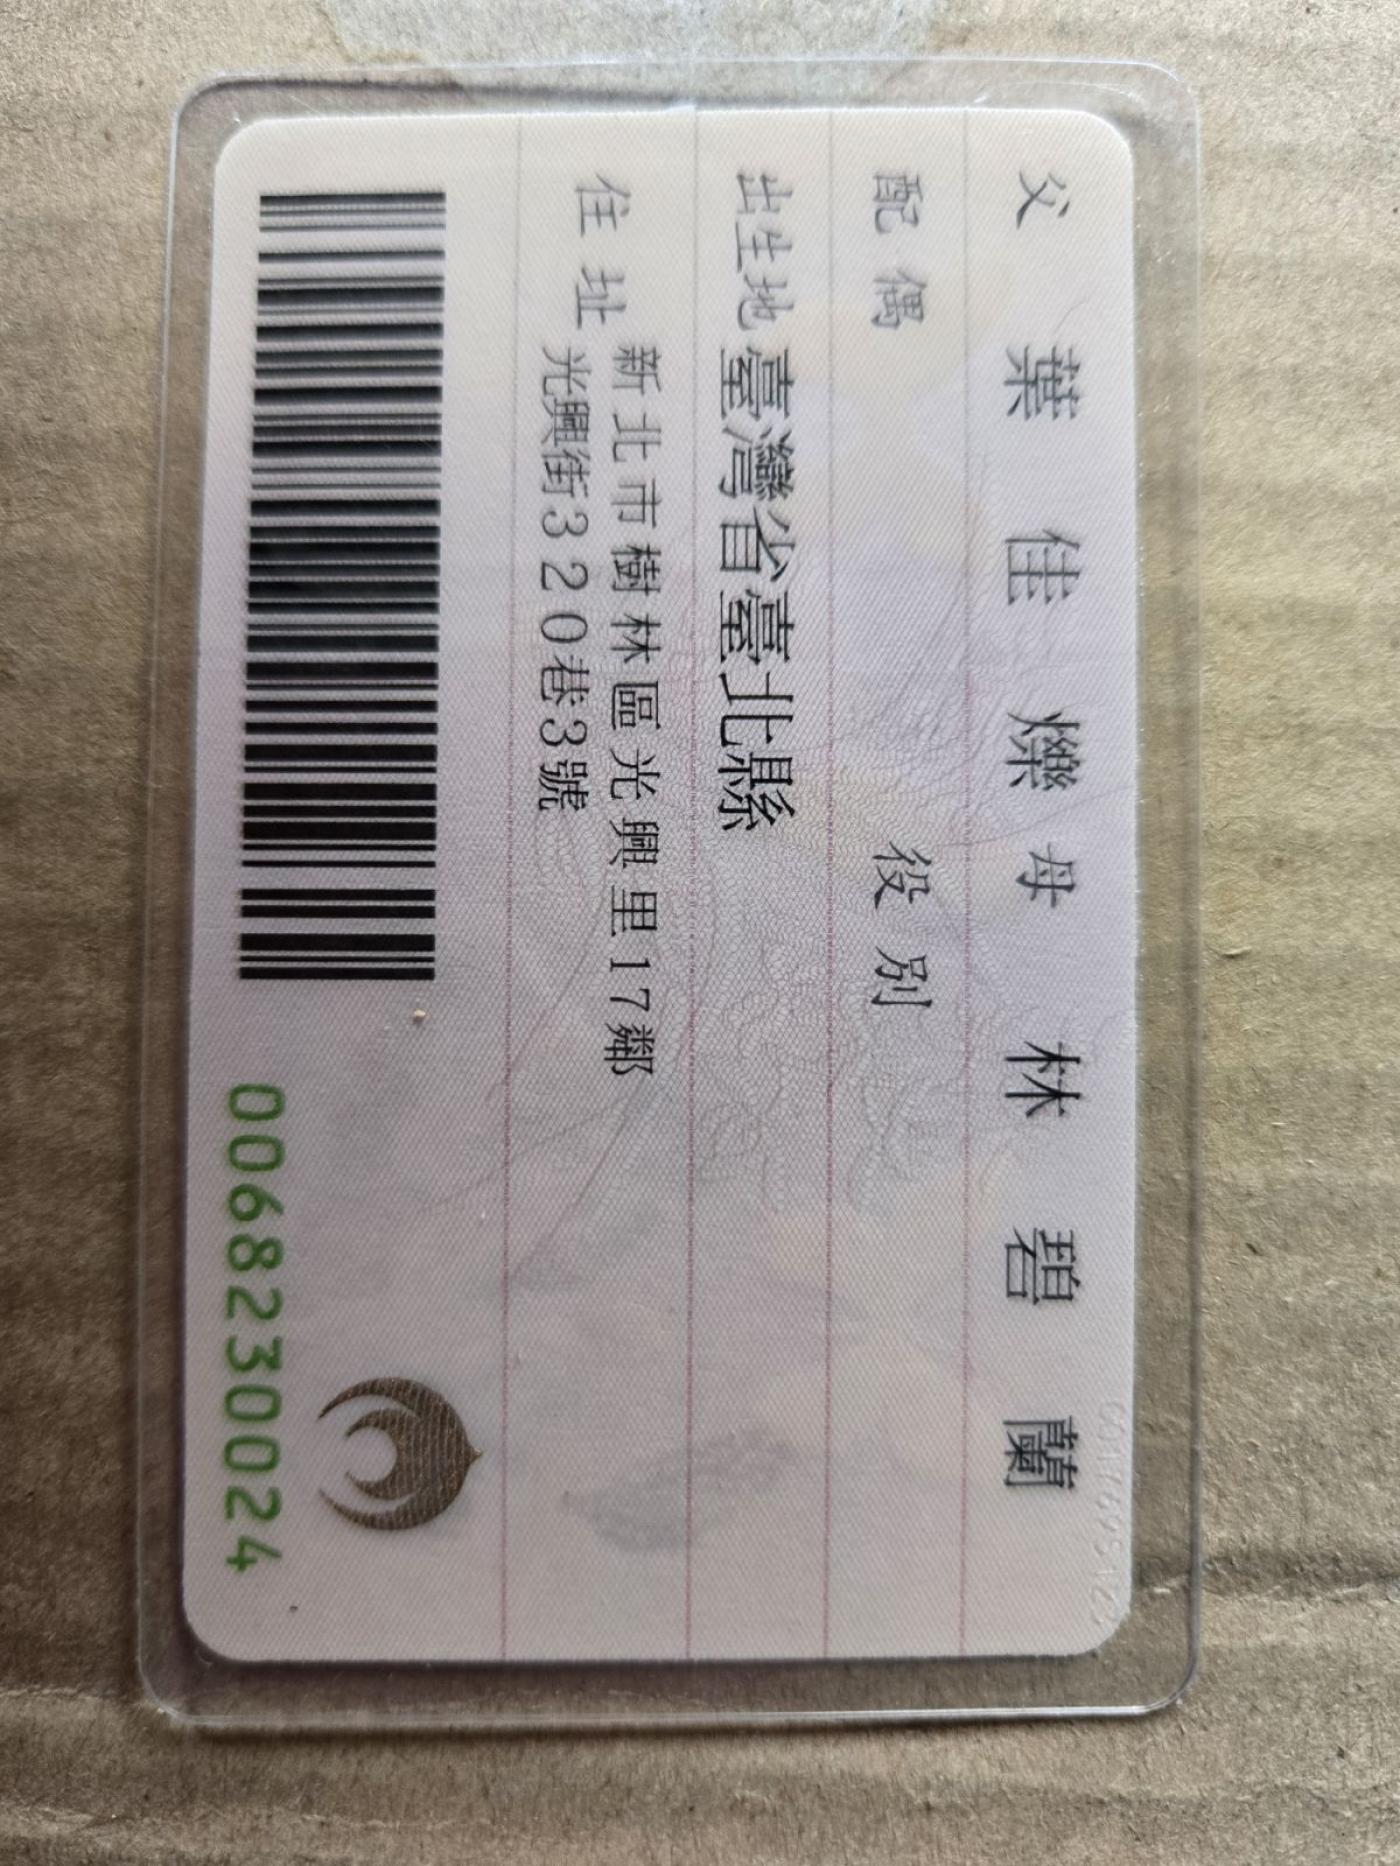 父 葉佳爍 母 林碧蘭
配偶 役別
出生地 臺灣省臺北縣
住址 新北市樹林區光興里17鄰
光興街320巷3號
0068230024